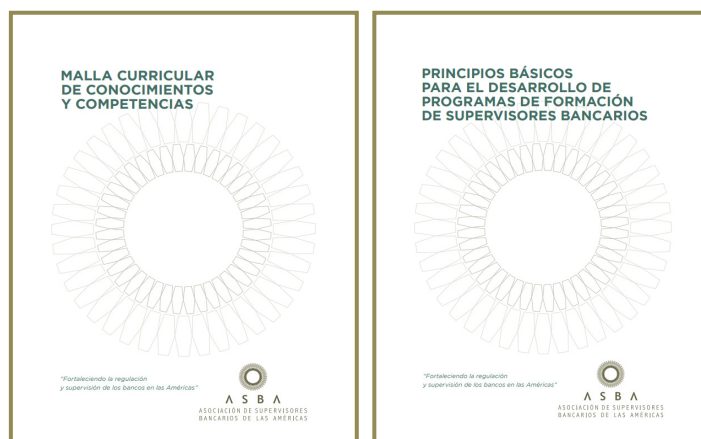 MALLA CURRICULAR
DE CONOCIMIENTOS
Y COMPETENCIAS
"Fortaleciendo la regulación
y supervisión de los bancos en las Américas"
ASBA
ASOCIACIÓN DE SUPERVISORES
BANCARIOS DE LAS AMÉRICAS
PRINCIPIOS BÁSICOS
PARA EL DESARROLLO DE
PROGRAMAS DE FORMACIÓN
DE SUPERVISORES BANCARIOS
"Fortaleciendo la regulación
y supervisión de los bancos en las Américas"
ASBA
ASOCIACIÓN DE SUPERVISORES
BANCARIOS DE LAS AMÉRICAS